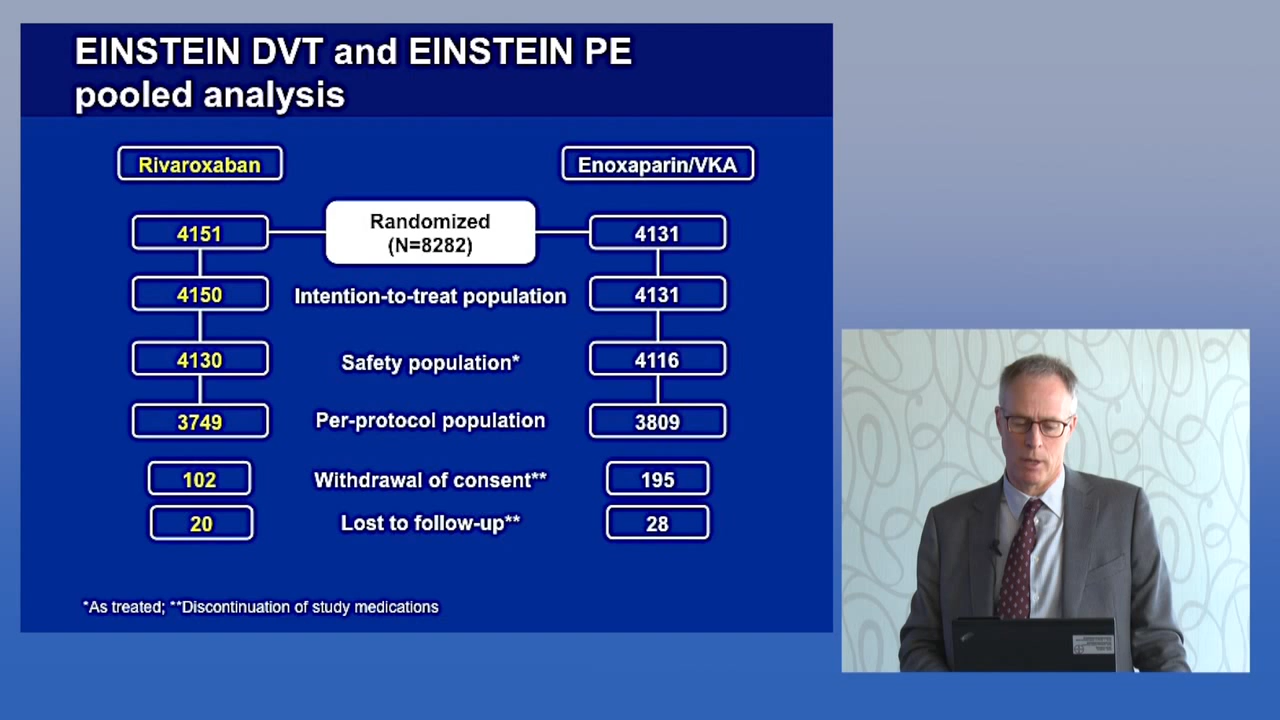 EINSTEIN DVT and EINSTEIN PE
pooled analysis
Rivaroxaban
Enoxaparin/VKA
4151
Randomized
(N=8282)
4131
4150
Intention-to-treat population
4131
4130
Safety population*
4116
3749
Per-protocol population
3809
102
Withdrawal of consent**
195
20
Lost to follow-up**
28
*As treated; **Discontinuation of study medications